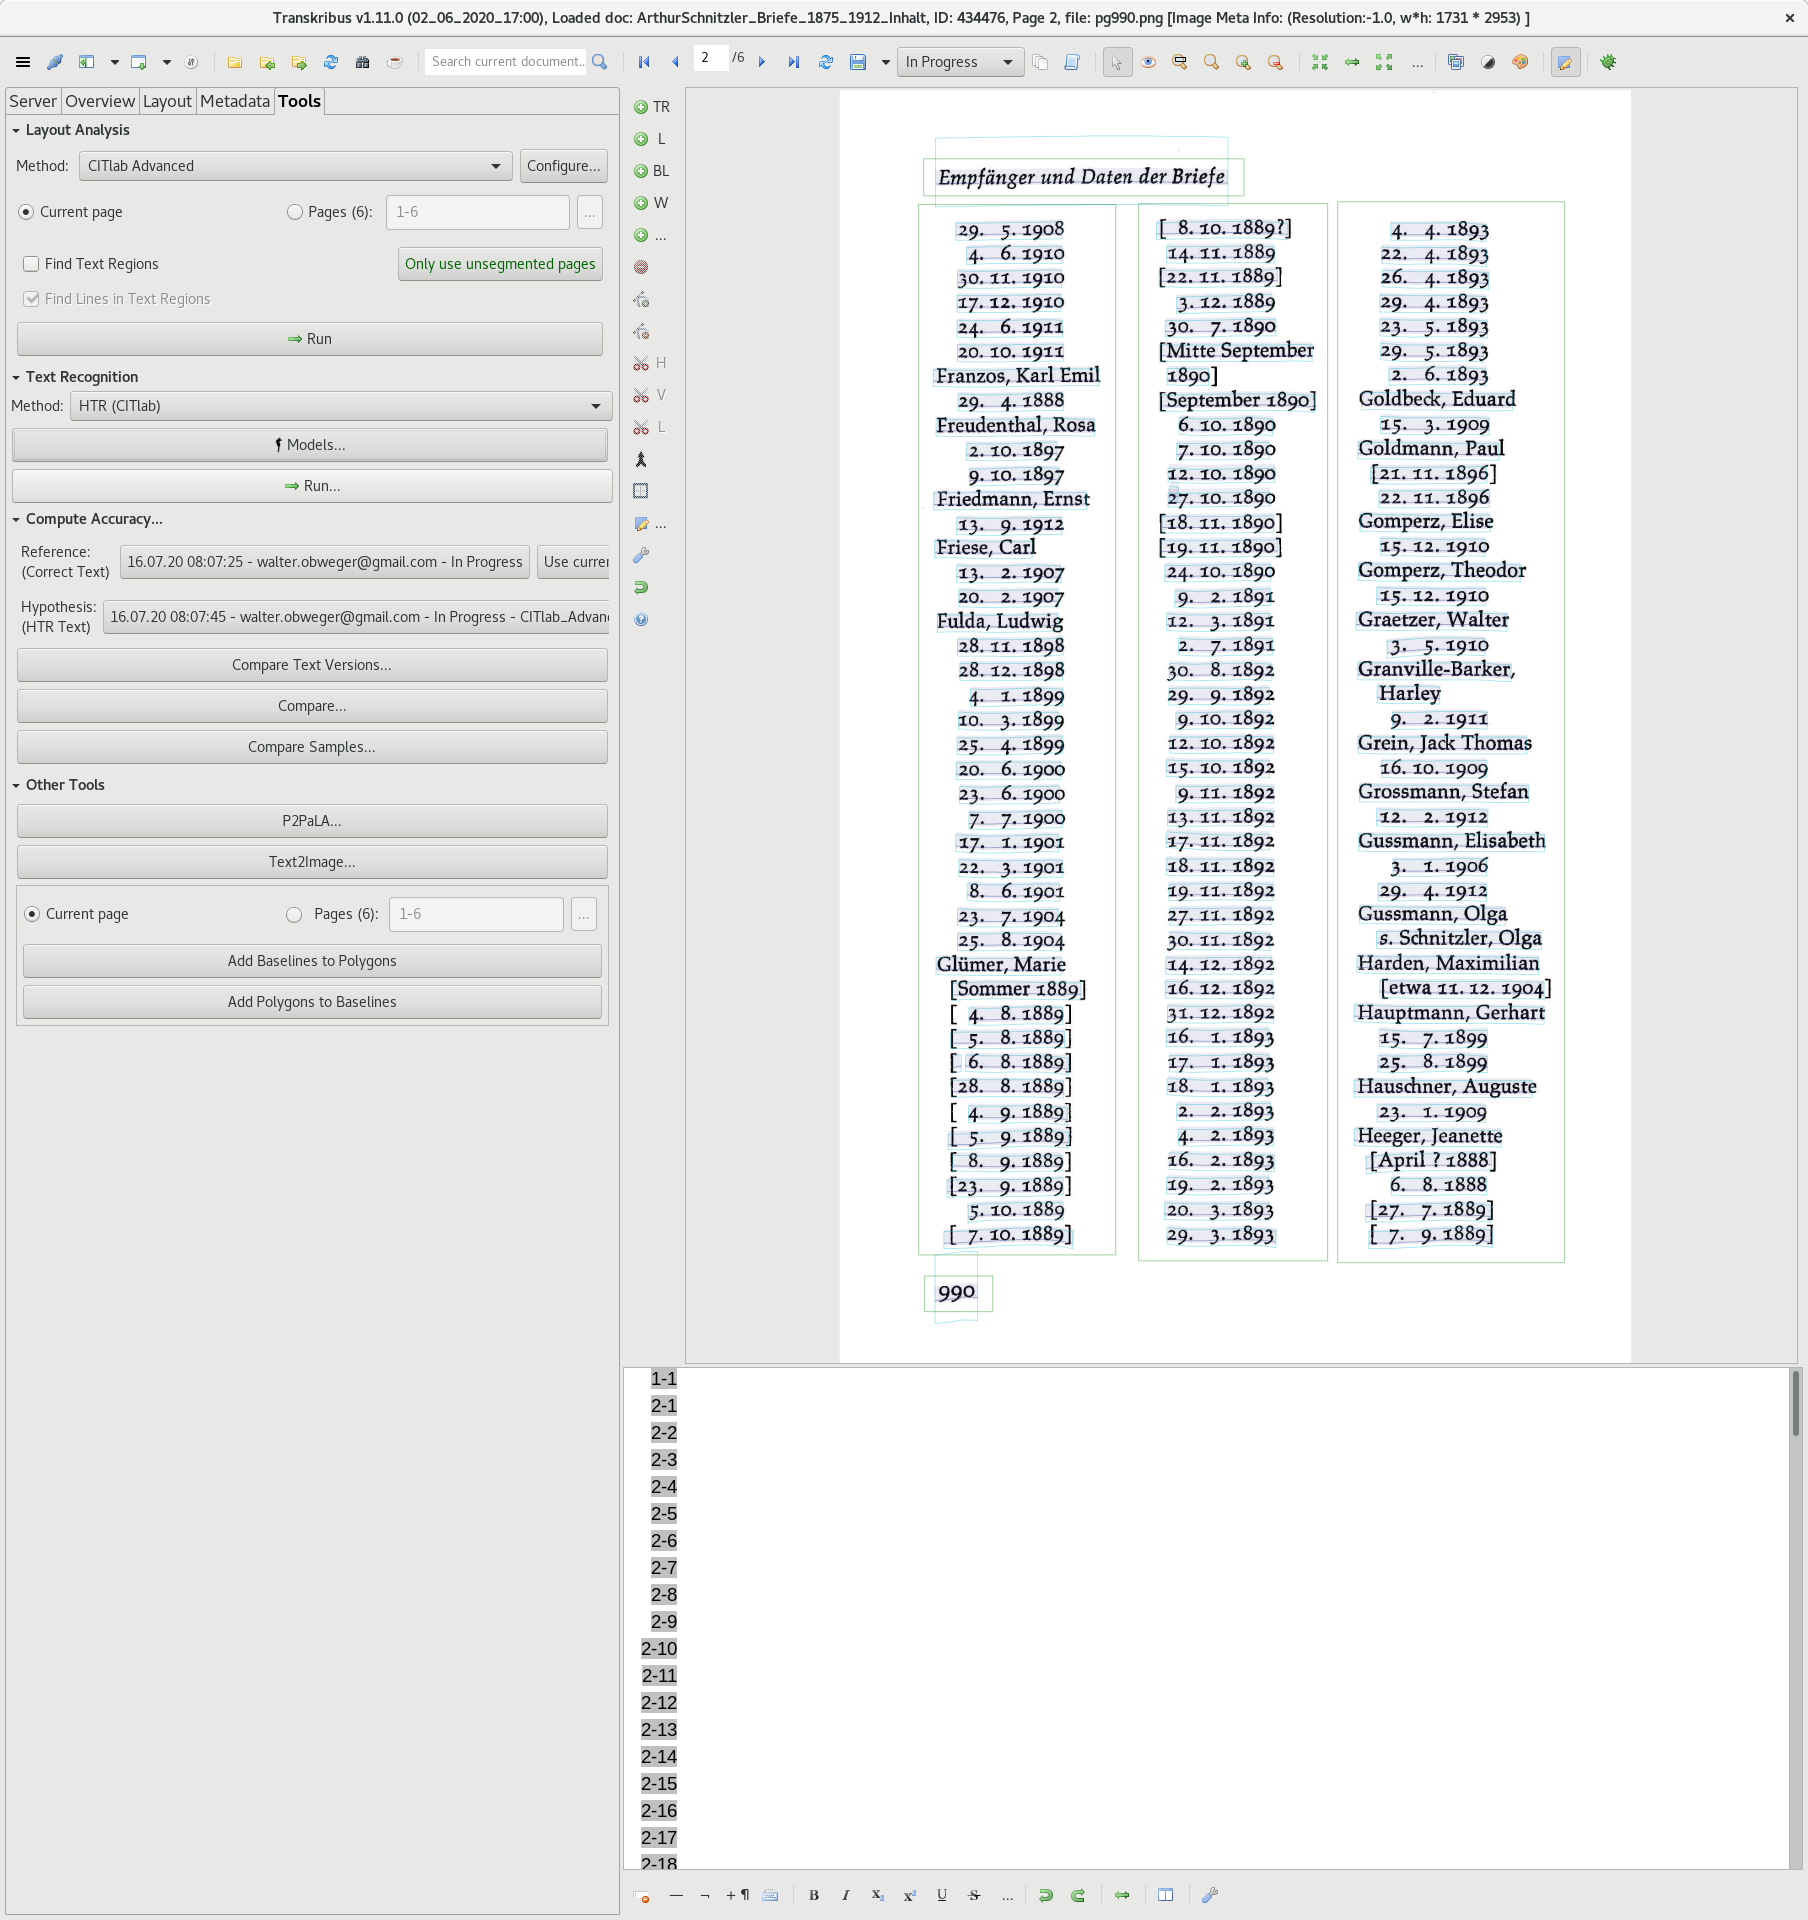 Transkribus v1.11.0 (02_06_2020_17:00), Loaded doc: ArthurSchnitzler_Briefe_1875_1912_Inhalt, ID: 434476, Page 2, file: pg990.png [Image Meta Info: (Resolution:-1.0, w*h: 1731 * 2953) ]
Search current document...
2
/6
In Progress
...
Server
Overview
Layout
Metadata
Tools
Layout Analysis
Method:
CITlab Advanced
Configure...
Current page
Pages (6):
1-6
...
Find Text Regions
Only use unsegmented pages
Find Lines in Text Regions
Run
Text Recognition
Method:
HTR (CITlab)
Models...
Run...
Compute Accuracy...
Reference:
(Correct Text)
16.07.20 08:07:25 - walter.obweger@gmail.com - In Progress
Use curren
Hypothesis:
(HTR Text)
16.07.20 08:07:45 - walter.obweger@gmail.com - In Progress - CITlab_Advan
Compare Text Versions...
Compare...
Compare Samples...
Other Tools
P2PaLA...
Text2Image...
Current page
Pages (6):
1-6
...
Add Baselines to Polygons
Add Polygons to Baselines
TR
L
BL
W
...
H
V
L
...
Empfänger und Daten der Briefe
29. 5. 1908
4. 6. 1910
30. 11. 1910
17. 12. 1910
24. 6. 1911
20. 10. 1911
Franzos, Karl Emil
29. 4. 1888
Freudenthal, Rosa
2. 10. 1897
9. 10. 1897
Friedmann, Ernst
13. 9. 1912
Friese, Carl
13. 2. 1907
20. 2. 1907
Fulda, Ludwig
28. 11. 1898
28. 12. 1898
4. 1. 1899
10. 3. 1899
25. 4. 1899
20. 6. 1900
23. 6. 1900
7. 7. 1900
17. 1. 1901
22. 3. 1901
8. 6. 1901
23. 7. 1904
25. 8. 1904
Glümer, Marie
[Sommer 1889]
[ 4. 8. 1889]
[ 5. 8. 1889]
[ 6. 8. 1889]
[28. 8. 1889]
[ 4. 9. 1889]
[ 5. 9. 1889]
[ 8. 9. 1889]
[23. 9. 1889]
5. 10. 1889
[ 7. 10. 1889]
[ 8. 10. 1889?]
14. 11. 1889
[22. 11. 1889]
3. 12. 1889
30. 7. 1890
[Mitte September
1890]
[September 1890]
6. 10. 1890
7. 10. 1890
12. 10. 1890
27. 10. 1890
[18. 11. 1890]
[19. 11. 1890]
24. 10. 1890
9. 2. 1891
12. 3. 1891
2. 7. 1891
30. 8. 1892
29. 9. 1892
9. 10. 1892
12. 10. 1892
15. 10. 1892
9. 11. 1892
13. 11. 1892
17. 11. 1892
18. 11. 1892
19. 11. 1892
27. 11. 1892
30. 11. 1892
14. 12. 1892
16. 12. 1892
31. 12. 1892
16. 1. 1893
17. 1. 1893
18. 1. 1893
2. 2. 1893
4. 2. 1893
16. 2. 1893
19. 2. 1893
20. 3. 1893
29. 3. 1893
4. 4. 1893
22. 4. 1893
26. 4. 1893
29. 4. 1893
23. 5. 1893
29. 5. 1893
2. 6. 1893
Goldbeck, Eduard
15. 3. 1909
Goldmann, Paul
[21. 11. 1896]
22. 11. 1896
Gomperz, Elise
15. 12. 1910
Gomperz, Theodor
15. 12. 1910
Graetzer, Walter
3. 5. 1910
Granville-Barker,
Harley
9. 2. 1911
Grein, Jack Thomas
16. 10. 1909
Grossmann, Stefan
12. 2. 1912
Gussmann, Elisabeth
3. 1. 1906
29. 4. 1912
Gussmann, Olga
s. Schnitzler, Olga
Harden, Maximilian
[etwa 11. 12. 1904]
Hauptmann, Gerhart
15. 7. 1899
25. 8. 1899
Hauschner, Auguste
23. 1. 1909
Heeger, Jeanette
[April ? 1888]
6. 8. 1888
[27. 7. 1889]
[ 7. 9. 1889]
990
1-1
2-1
2-2
2-3
2-4
2-5
2-6
2-7
2-8
2-9
2-10
2-11
2-12
2-13
2-14
2-15
2-16
2-17
2-18
B I X₂ x² U S ...